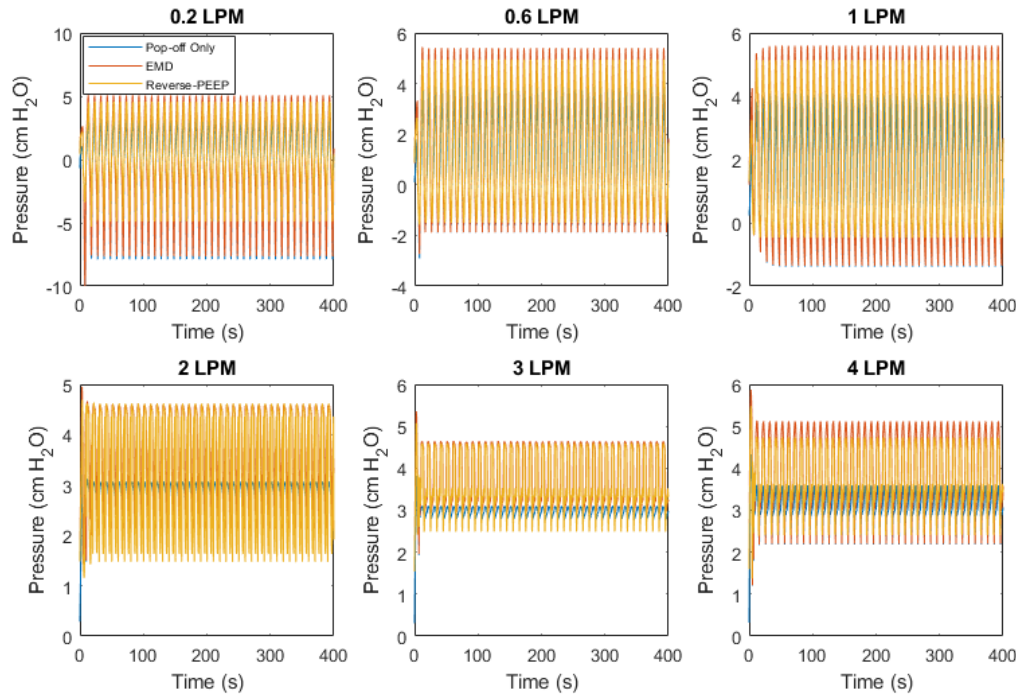 0.2 LPM
10
5
0
-5
-10
Pressure (cm H2O)
Pop-off Only
EMD
Reverse-PEEP
0 100 200 300 400
Time (s)
0.6 LPM
6
4
2
0
-2
-4
Pressure (cm H2O)
0 100 200 300 400
Time (s)
1 LPM
6
4
2
0
-2
Pressure (cm H2O)
0 100 200 300 400
Time (s)
2 LPM
5
4
3
2
1
0
Pressure (cm H2O)
0 100 200 300 400
Time (s)
3 LPM
6
5
4
3
2
1
0
Pressure (cm H2O)
0 100 200 300 400
Time (s)
4 LPM
6
5
4
3
2
1
0
Pressure (cm H2O)
0 100 200 300 400
Time (s)